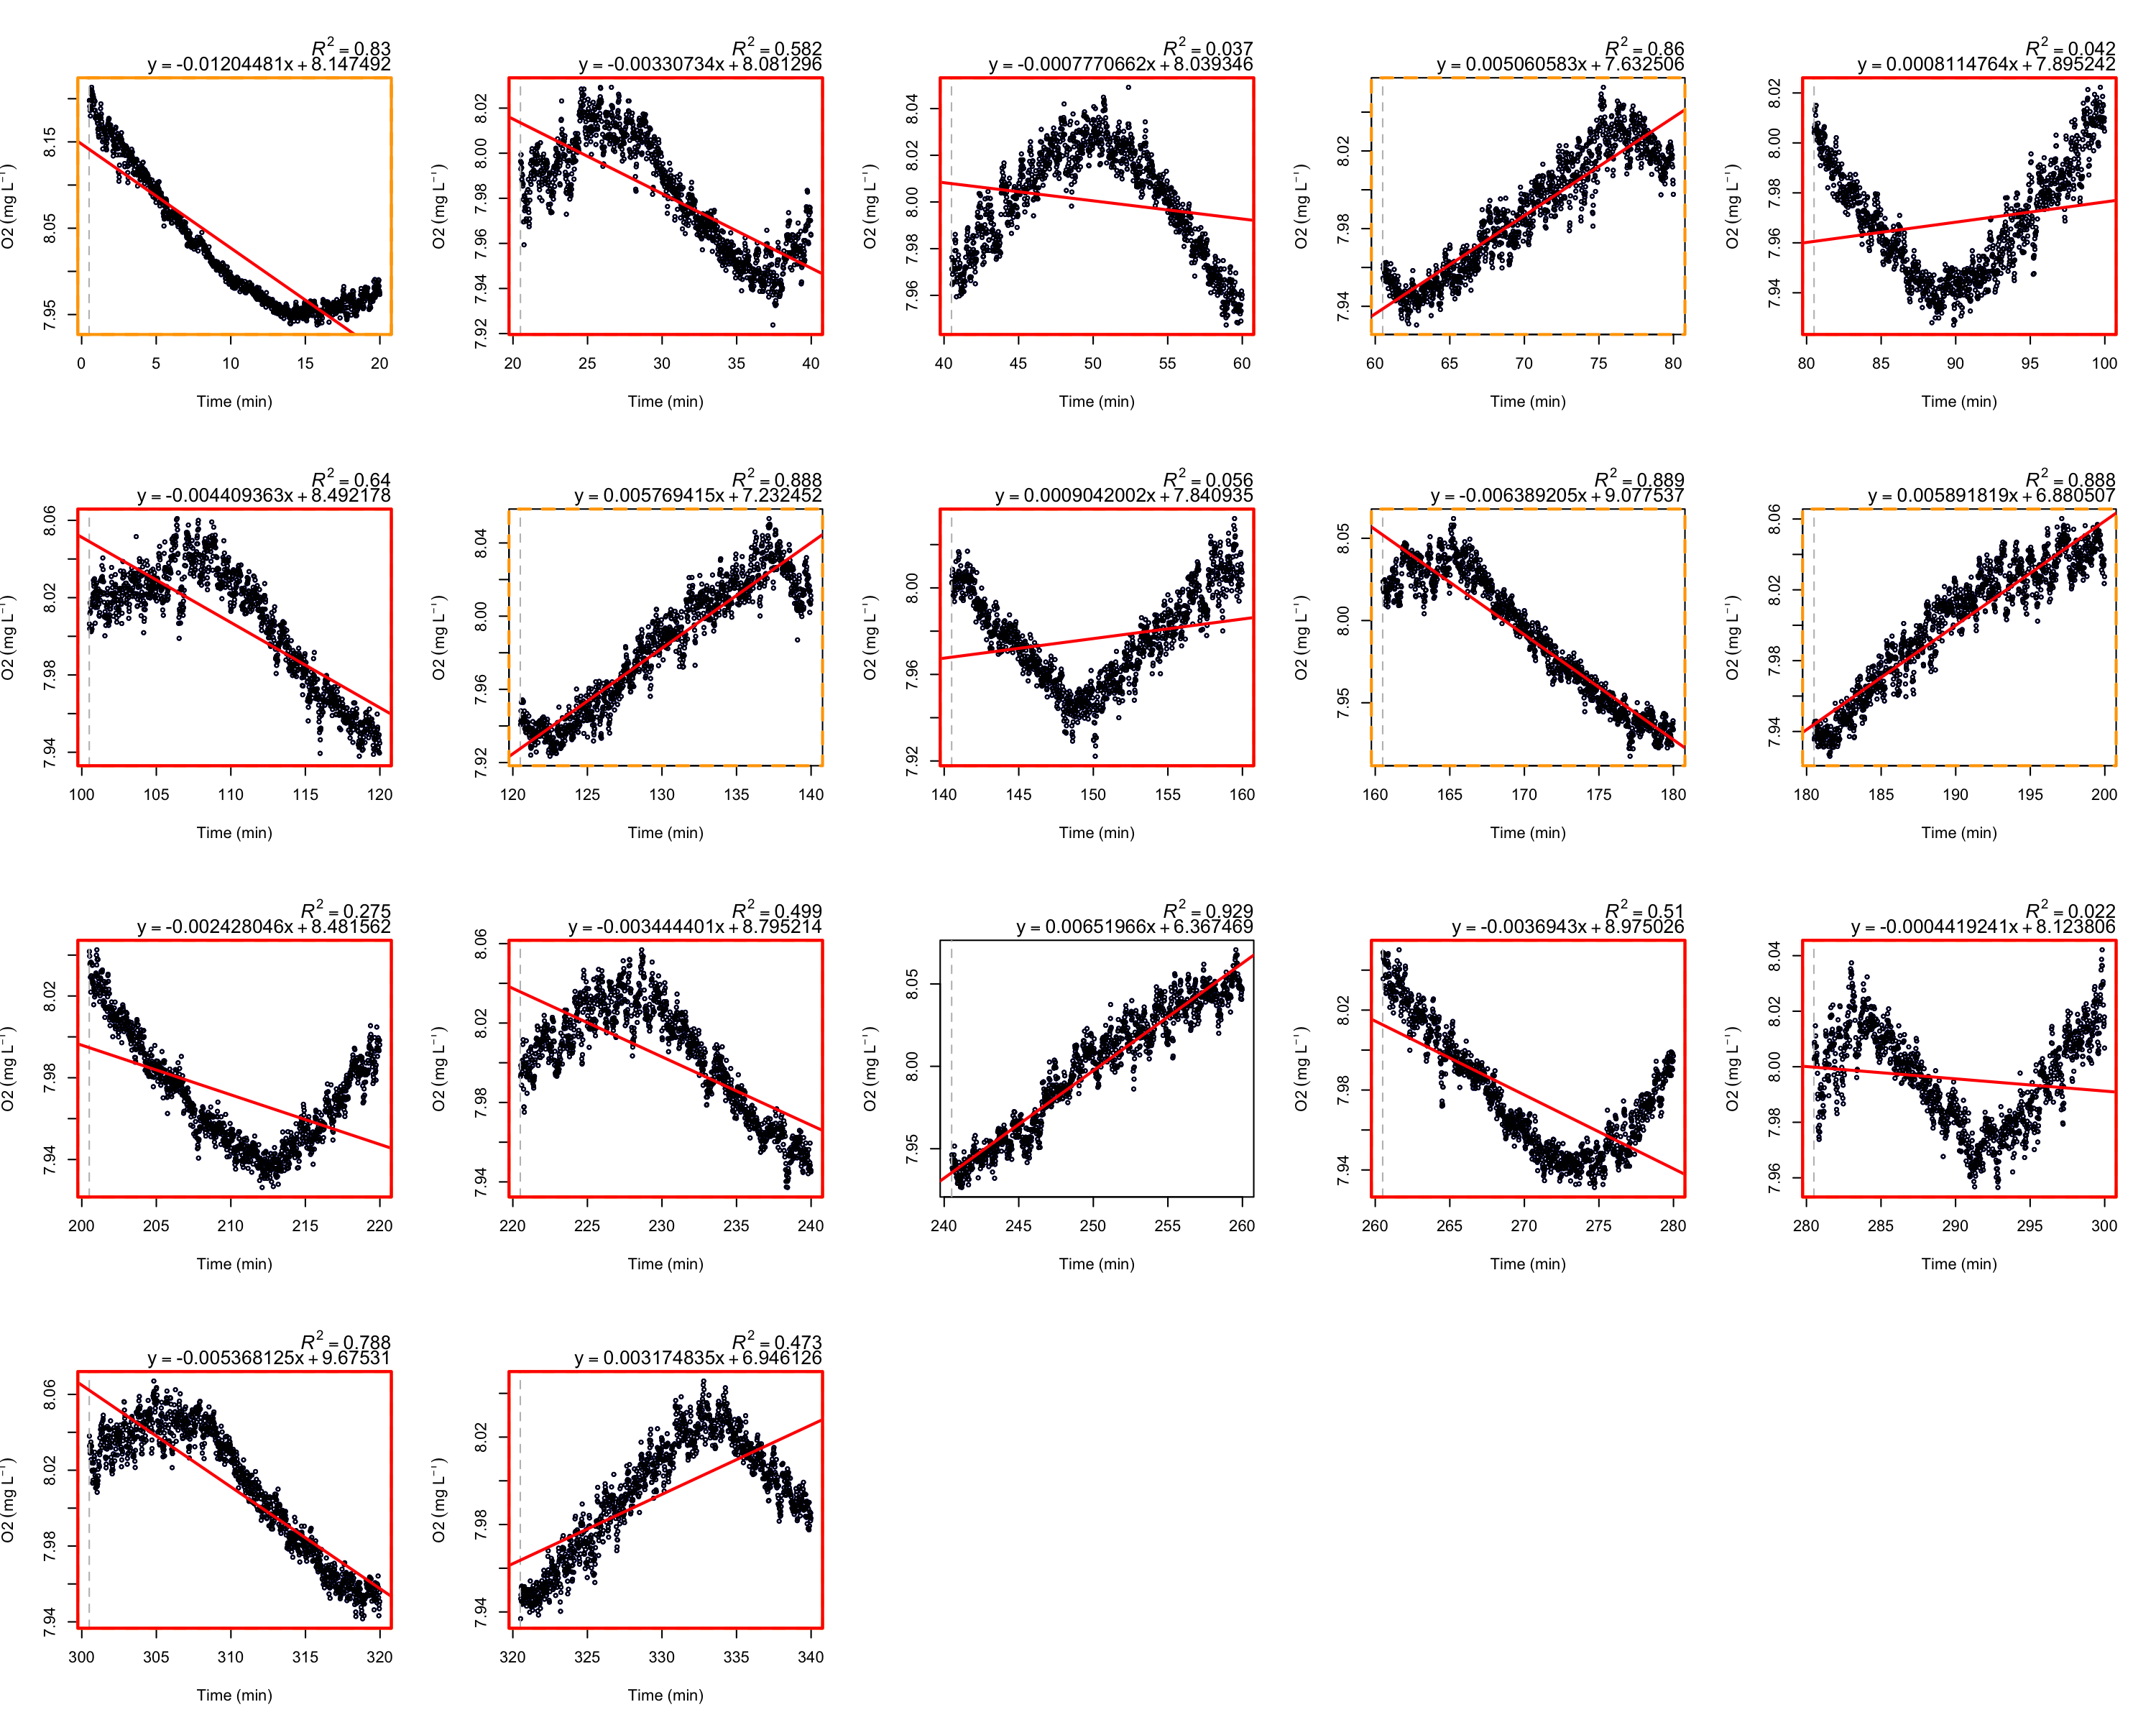 R² = 0.83
y = -0.01204481x + 8.147492
O2 (mg L⁻¹)
8.15
8.05
7.95
0 5 10 15 20
Time (min)
R² = 0.582
y = -0.00330734x + 8.081296
O2 (mg L⁻¹)
8.02
8.00
7.98
7.96
7.94
7.92
20 25 30 35 40
Time (min)
R² = 0.037
y = -0.0007770662x + 8.039346
O2 (mg L⁻¹)
8.04
8.02
8.00
7.98
7.96
40 45 50 55 60
Time (min)
R² = 0.86
y = 0.005060583x + 7.632506
O2 (mg L⁻¹)
8.02
7.98
7.94
60 65 70 75 80
Time (min)
R² = 0.042
y = 0.0008114764x + 7.895242
O2 (mg L⁻¹)
8.02
8.00
7.98
7.96
7.94
80 85 90 95 100
Time (min)
R² = 0.64
y = -0.004409363x + 8.492178
O2 (mg L⁻¹)
8.06
8.02
7.98
7.94
100 105 110 115 120
Time (min)
R² = 0.888
y = 0.005769415x + 7.232452
O2 (mg L⁻¹)
8.04
8.00
7.96
7.92
120 125 130 135 140
Time (min)
R² = 0.056
y = 0.0009042002x + 7.840935
O2 (mg L⁻¹)
8.00
7.96
7.92
140 145 150 155 160
Time (min)
R² = 0.889
y = -0.006389205x + 9.077537
O2 (mg L⁻¹)
8.05
8.00
7.95
160 165 170 175 180
Time (min)
R² = 0.888
y = 0.005891819x + 6.880507
O2 (mg L⁻¹)
8.06
8.02
7.98
7.94
180 185 190 195 200
Time (min)
R² = 0.275
y = -0.002428046x + 8.481562
O2 (mg L⁻¹)
8.02
7.98
7.94
200 205 210 215 220
Time (min)
R² = 0.499
y = -0.003444401x + 8.795214
O2 (mg L⁻¹)
8.06
8.02
7.98
7.94
220 225 230 235 240
Time (min)
R² = 0.929
y = 0.00651966x + 6.367469
O2 (mg L⁻¹)
8.05
8.00
7.95
240 245 250 255 260
Time (min)
R² = 0.51
y = -0.0036943x + 8.975026
O2 (mg L⁻¹)
8.02
7.98
7.94
260 265 270 275 280
Time (min)
R² = 0.022
y = -0.0004419241x + 8.123806
O2 (mg L⁻¹)
8.04
8.02
8.00
7.98
7.96
280 285 290 295 300
Time (min)
R² = 0.788
y = -0.005368125x + 9.67531
O2 (mg L⁻¹)
8.06
8.02
7.98
7.94
300 305 310 315 320
Time (min)
R² = 0.473
y = 0.003174835x + 6.946126
O2 (mg L⁻¹)
8.02
7.98
7.94
320 325 330 335 340
Time (min)